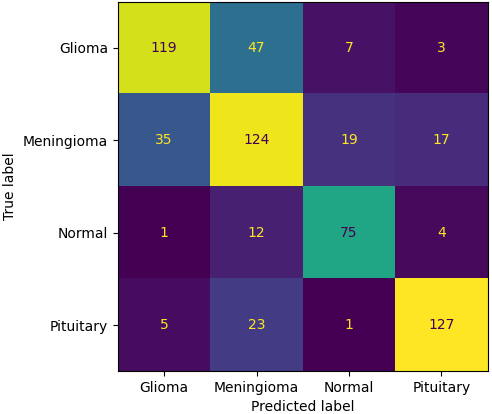 True label
Glioma 119 47 7 3
Meningioma 35 124 19 17
Normal 1 12 75 4
Pituitary 5 23 1 127
Glioma Meningioma Normal Pituitary
Predicted label